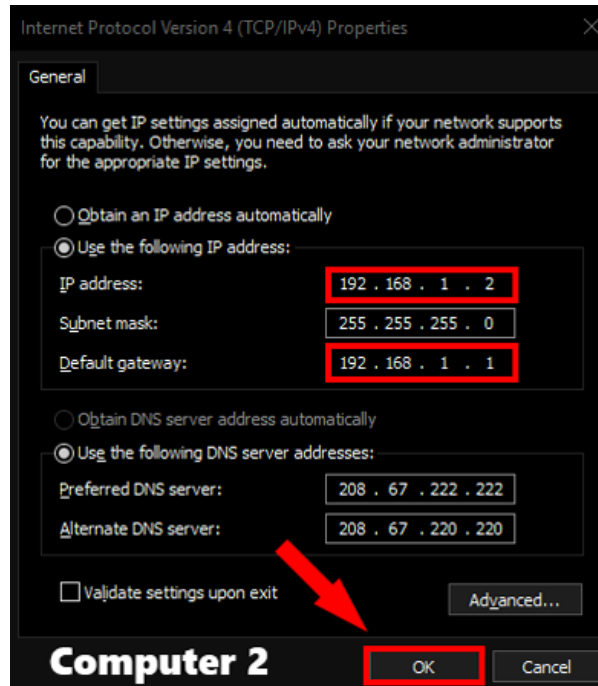 Internet Protocol Version 4 (TCP/IPv4) Properties
General
You can get IP settings assigned automatically if your network supports
this capability. Otherwise, you need to ask your network administrator
for the appropriate IP settings.
Obtain an IP address automatically
Use the following IP address:
IP address: 192 . 168 . 1 . 2
Subnet mask: 255 . 255 . 255 . 0
Default gateway: 192 . 168 . 1 . 1
Obtain DNS server address automatically
Use the following DNS server addresses:
Preferred DNS server: 208 . 67 . 222 . 222
Alternate DNS server: 208 . 67 . 220 . 220
Validate settings upon exit
Advanced...
Computer 2 OK Cancel